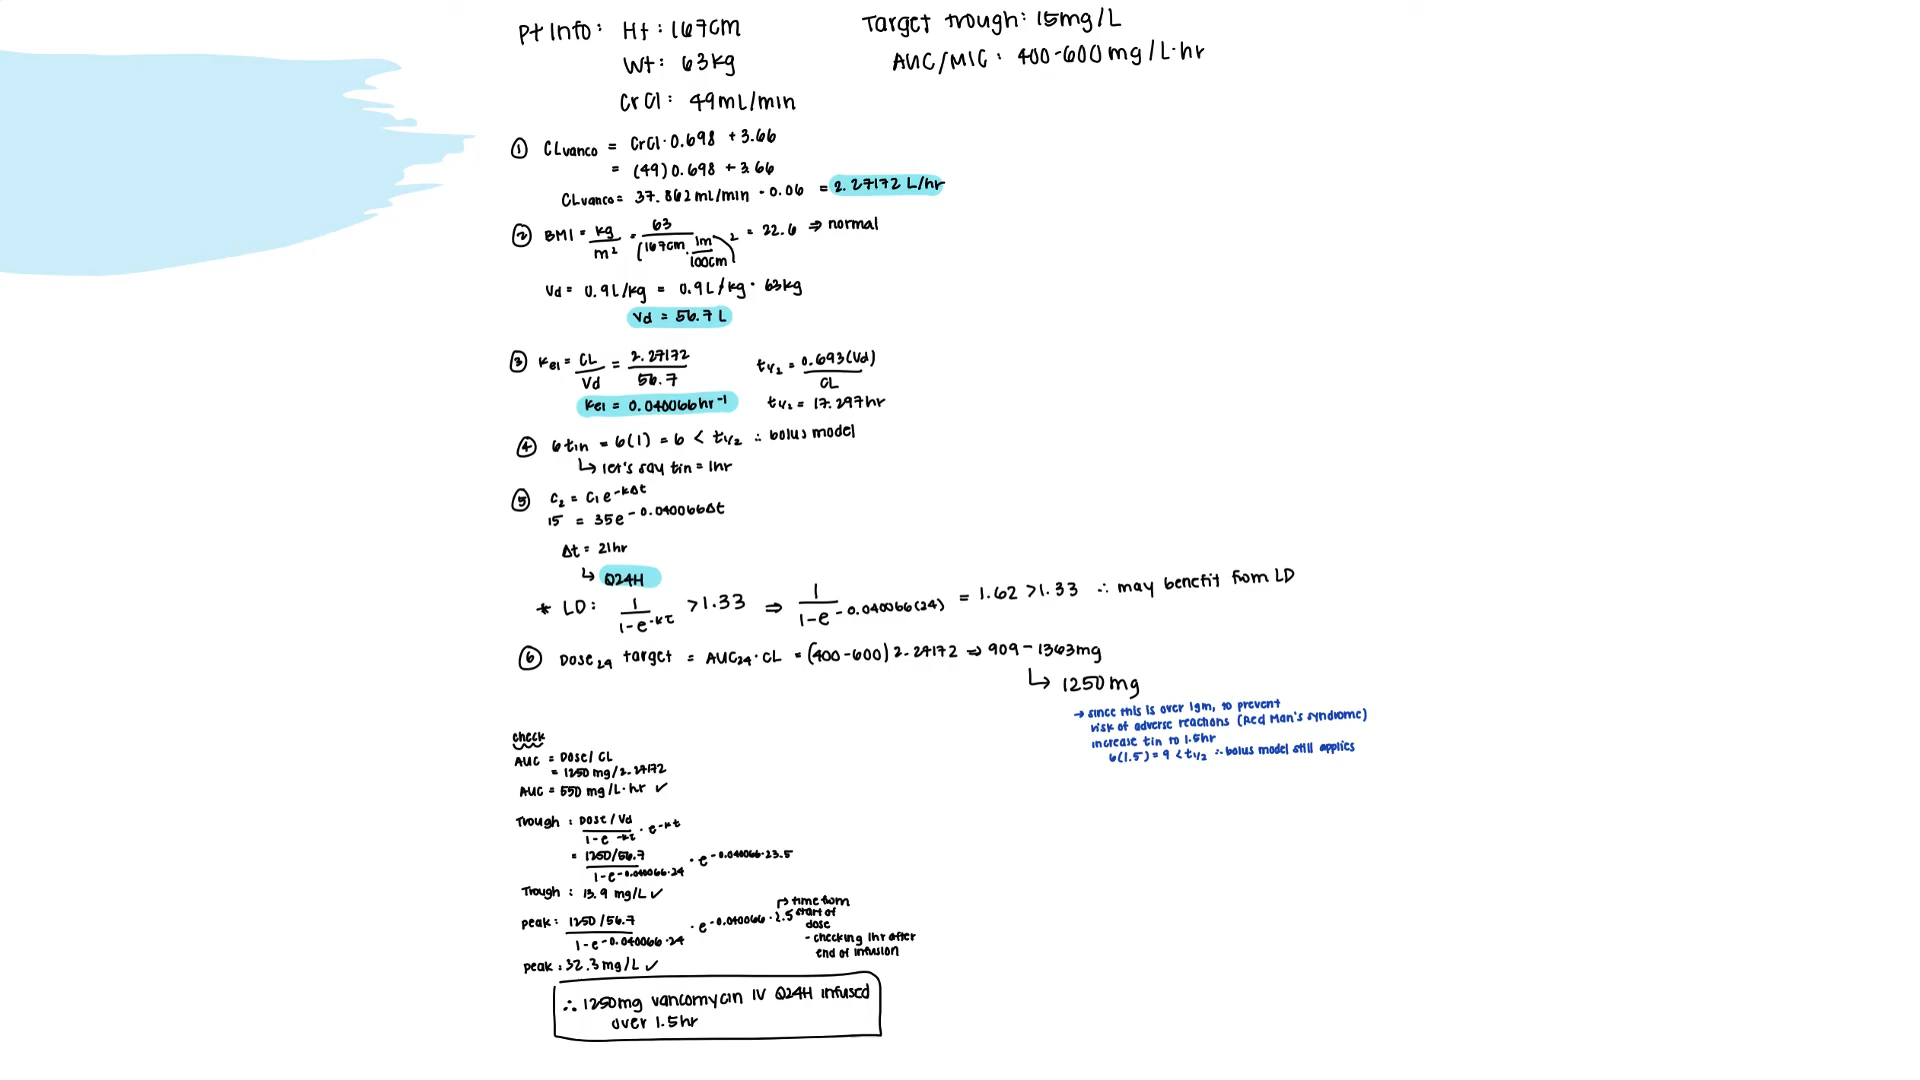 Pt Info: Ht: 167cm
Wt: 63kg
CrCl: 49mL/min
Target trough: 15mg/L
AUC/MIC: 400-600mg/L·hr
① CLvanco = CrCl·0.698 + 3.66
= (49)0.698 + 3.66
CLvanco = 37.862ml/min · 0.06 = 2.27172 L/hr
② BMI = kg/m² = 63/(167cm · 1m/100cm)² = 22.6 ⇒ normal
Vd = 0.9L/kg = 0.9L/kg · 63kg
Vd = 56.7 L
③ Kel = CL/Vd = 2.27172/56.7
Kel = 0.040066hr⁻¹
t1/2 = 0.693(Vd)/CL
t1/2 = 17.297hr
④ 6tin = 6(1) = 6 < t1/2 ∴ bolus model
↳ let's say tin = 1hr
⑤ C₂ = C₁e^-kΔt
15 = 35e^-0.040066Δt
Δt = 21hr
↳ Q24H
* LD: 1/(1-e^-kτ) >1.33 ⇒ 1/(1-e^-0.040066(24)) = 1.62 >1.33 ∴ may benefit from LD
⑥ Dose24 target = AUC24·CL = (400-600)2.27172 ⇒ 909-1363mg
↳ 1250mg
→ since this is over 1gm, to prevent
risk of adverse reactions (Red Man's syndrome)
increase tin to 1.5hr
6(1.5) = 9 < t1/2 ∴ bolus model still applies
check
AUC = Dose/CL
= 1250 mg/2.27172
AUC = 550 mg/L·hr ✓
Trough: (Dose/Vd)/(1-e^-kτ) · e^-kt
= (1250/56.7)/(1-e^-0.040066·24) · e^-0.040066·23.5
Trough: 13.9 mg/L ✓
peak: (1250/56.7)/(1-e^-0.040066·24) · e^-0.040066·2.5
↱ time from
start of
dose
- checking 1hr after
end of infusion
peak: 32.3mg/L ✓
∴ 1250mg vancomycin IV Q24H infused
over 1.5hr